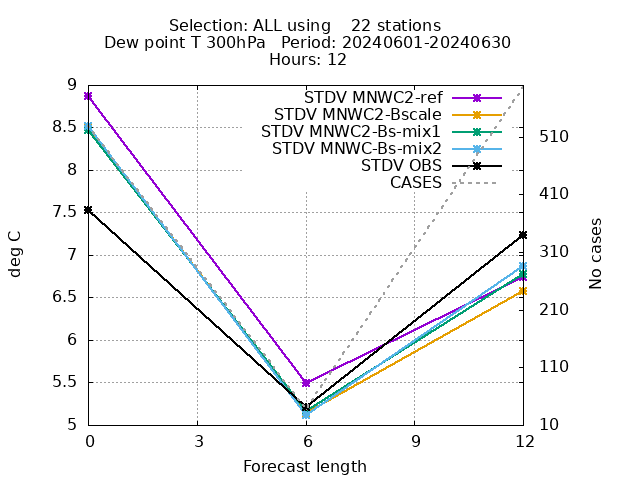 Selection: ALL using    22 stations
Dew point T 300hPa   Period: 20240601-20240630
Hours: 12
STDV MNWC2-ref
STDV MNWC2-Bscale
STDV MNWC2-Bs-mix1
STDV MNWC-Bs-mix2
STDV OBS
CASES
9
8.5
8
7.5
7
6.5
6
5.5
5
deg C
510
410
310
210
110
10
No cases
0 3 6 9 12
Forecast length